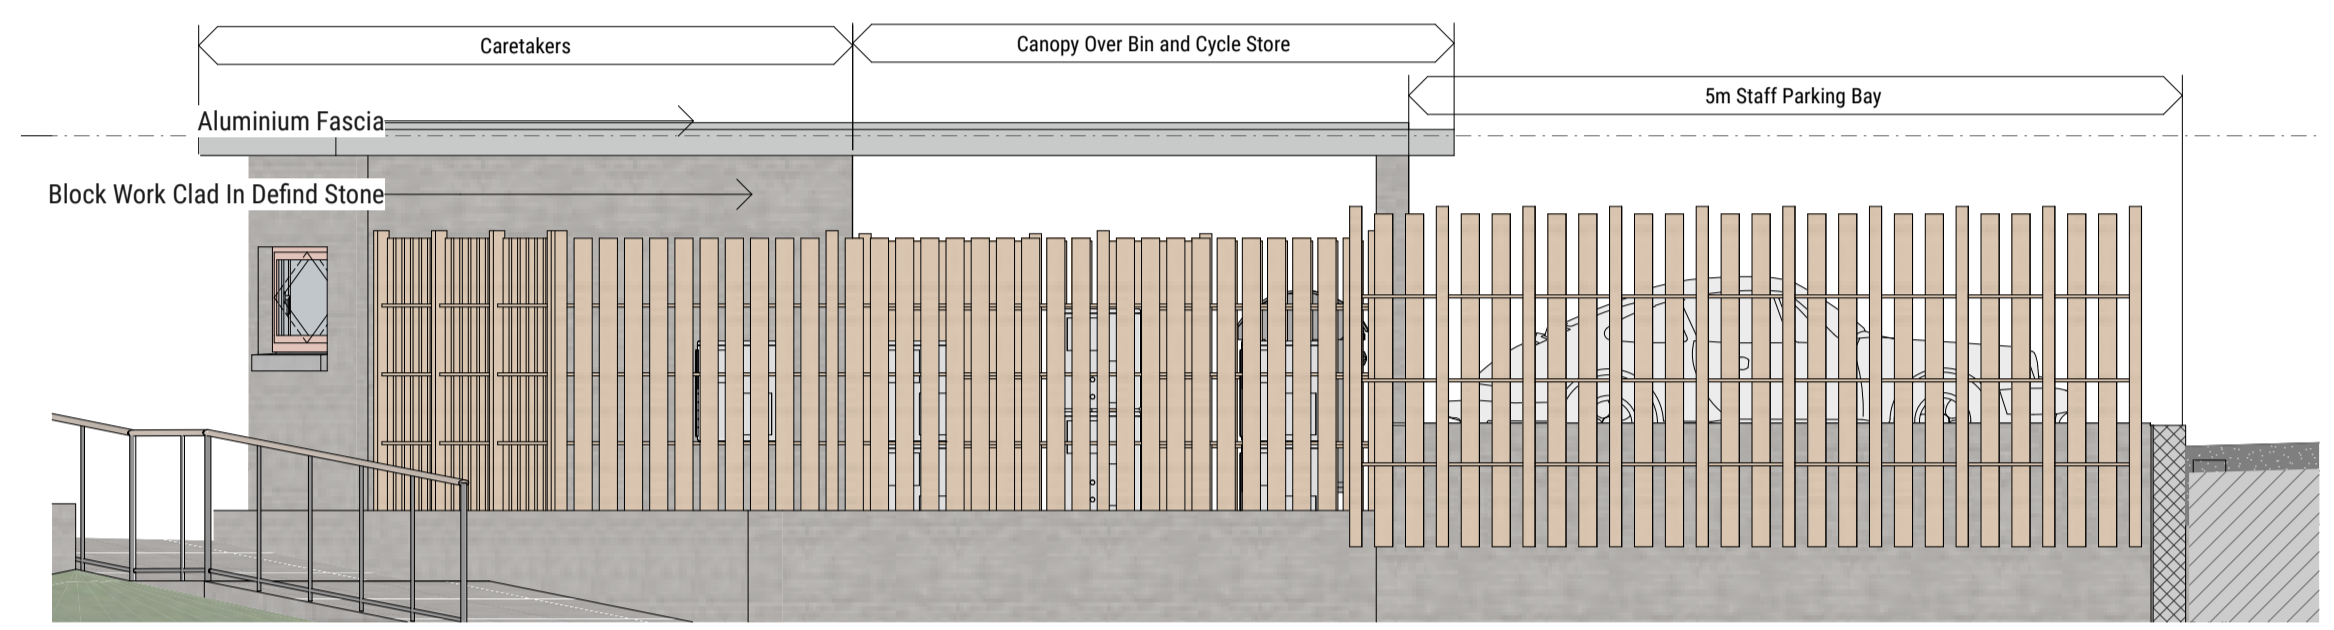 Caretakers
Canopy Over Bin and Cycle Store
5m Staff Parking Bay
Aluminium Fascia
Block Work Clad In Defind Stone